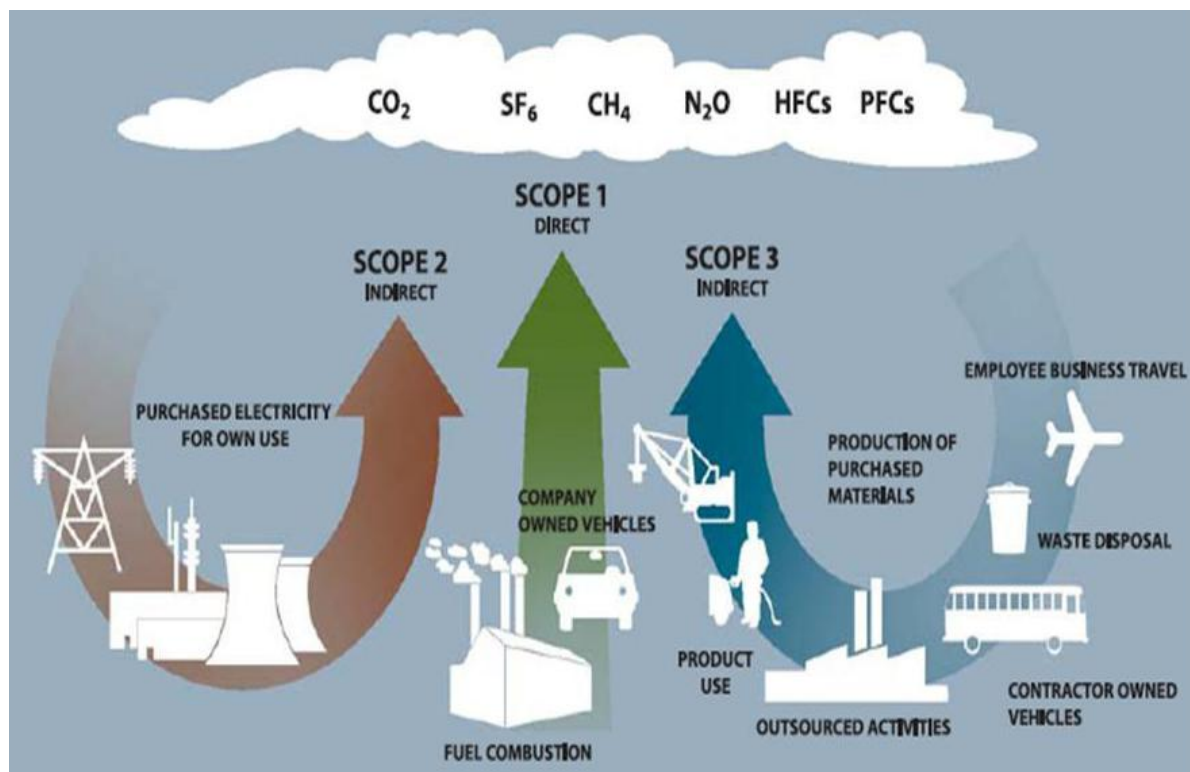 CO₂ SF₆ CH₄ N₂O HFCs PFCs
SCOPE 1
DIRECT
SCOPE 2
INDIRECT
SCOPE 3
INDIRECT
PURCHASED ELECTRICITY
FOR OWN USE
COMPANY
OWNED VEHICLES
FUEL COMBUSTION
EMPLOYEE BUSINESS TRAVEL
PRODUCTION OF
PURCHASED
MATERIALS
WASTE DISPOSAL
PRODUCT
USE
OUTSOURCED ACTIVITIES
CONTRACTOR OWNED
VEHICLES